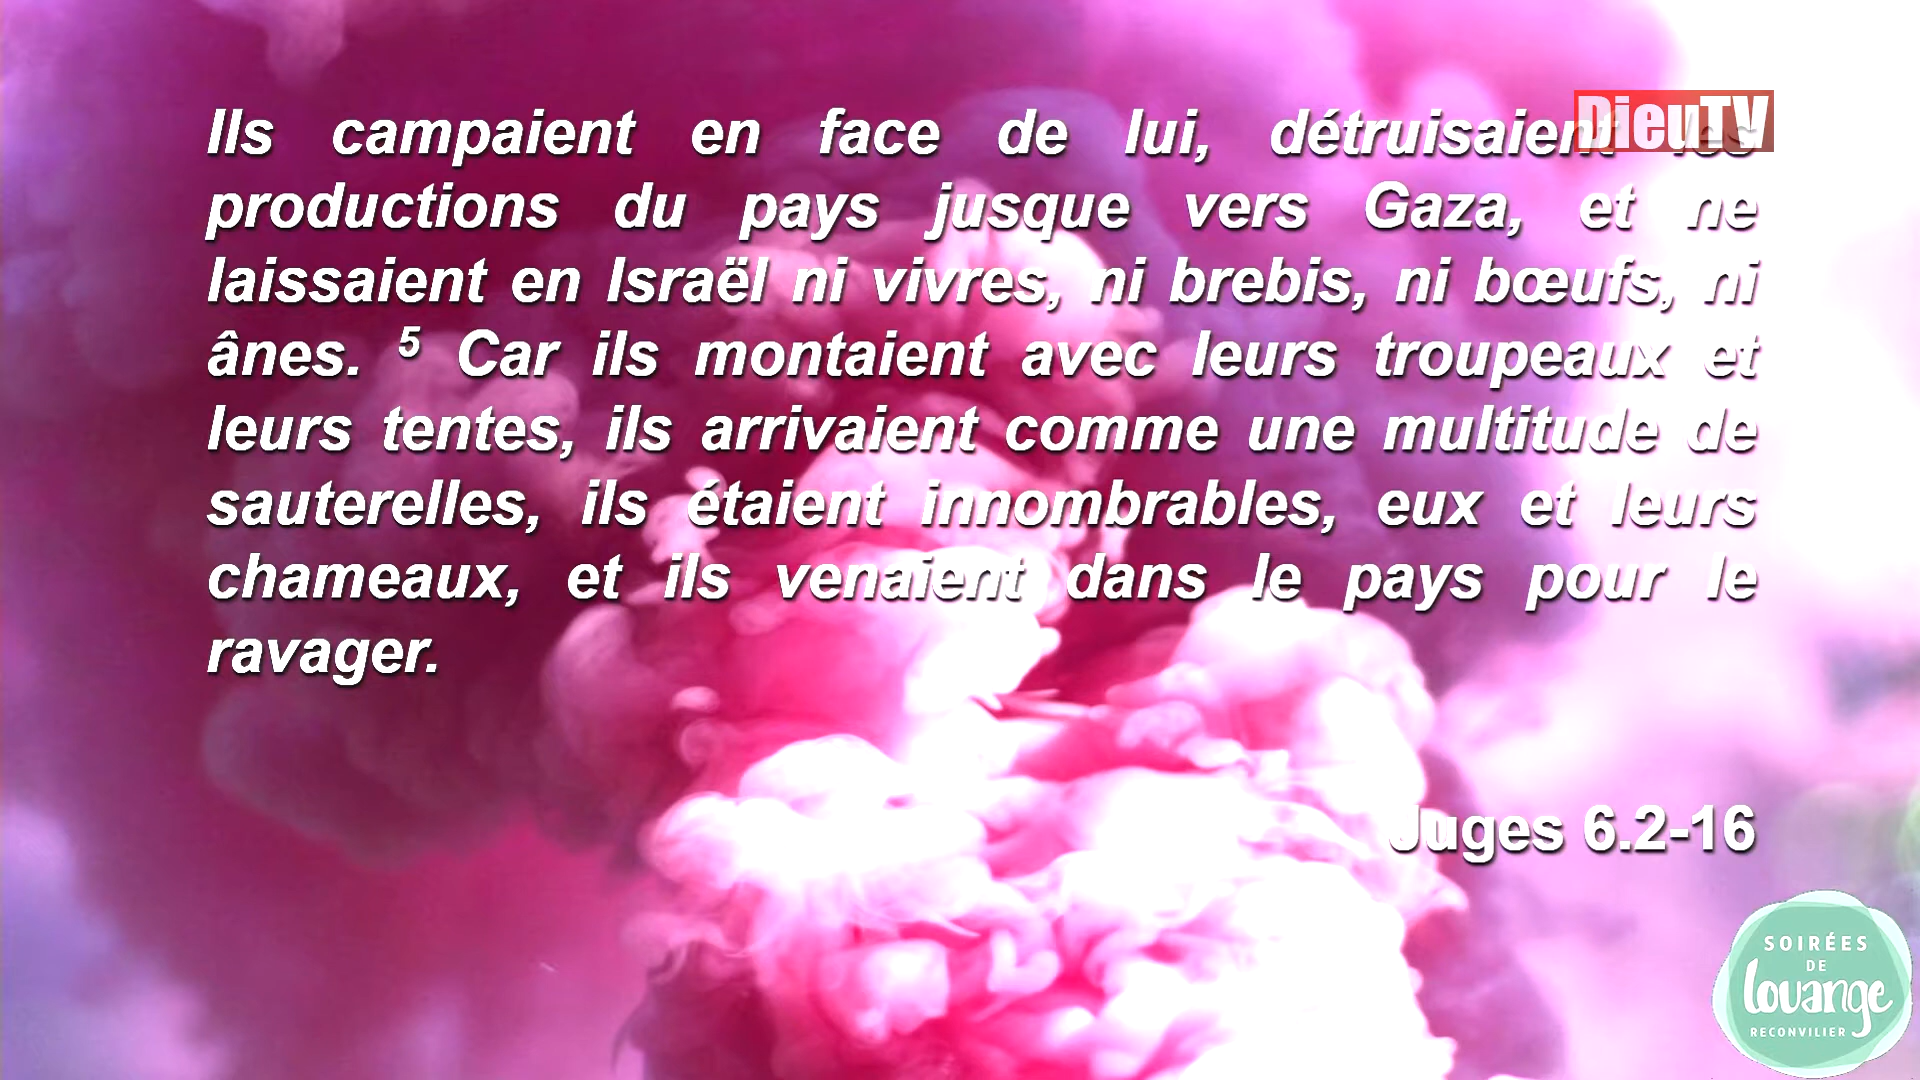 Ils campaient en face de lui, détruisaient les
DieuTV
productions du pays jusque vers Gaza, et ne
laissaient en Israël ni vivres, ni brebis, ni bœufs, ni
ânes. ⁵ Car ils montaient avec leurs troupeaux et
leurs tentes, ils arrivaient comme une multitude de
sauterelles, ils étaient innombrables, eux et leurs
chameaux, et ils venaient dans le pays pour le
ravager.
Juges 6.2-16
SOIRÉES
DE
louange
RECONVILIER